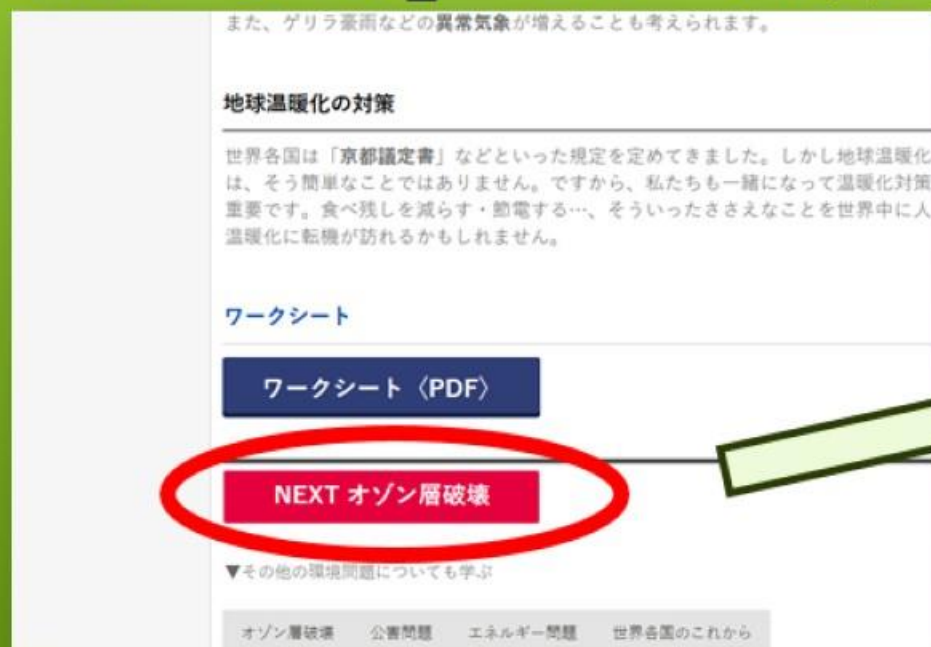 また、ゲリラ豪雨などの異常気象が増えることも考えられます。
地球温暖化の対策
世界各国は「京都議定書」などといった規定を定めてきました。しかし地球温暖化
は、そう簡単なことではありません。ですから、私たちも一緒になって温暖化対策
重要です。食べ残しを減らす・節電する…、そういったささえなことを世界中に人
温暖化に転機が訪れるかもしれません。
ワークシート
ワークシート〈PDF〉
NEXT オゾン層破壊
▼その他の環境問題についても学ぶ
オゾン層破壊 公害問題 エネルギー問題 世界各国のこれから